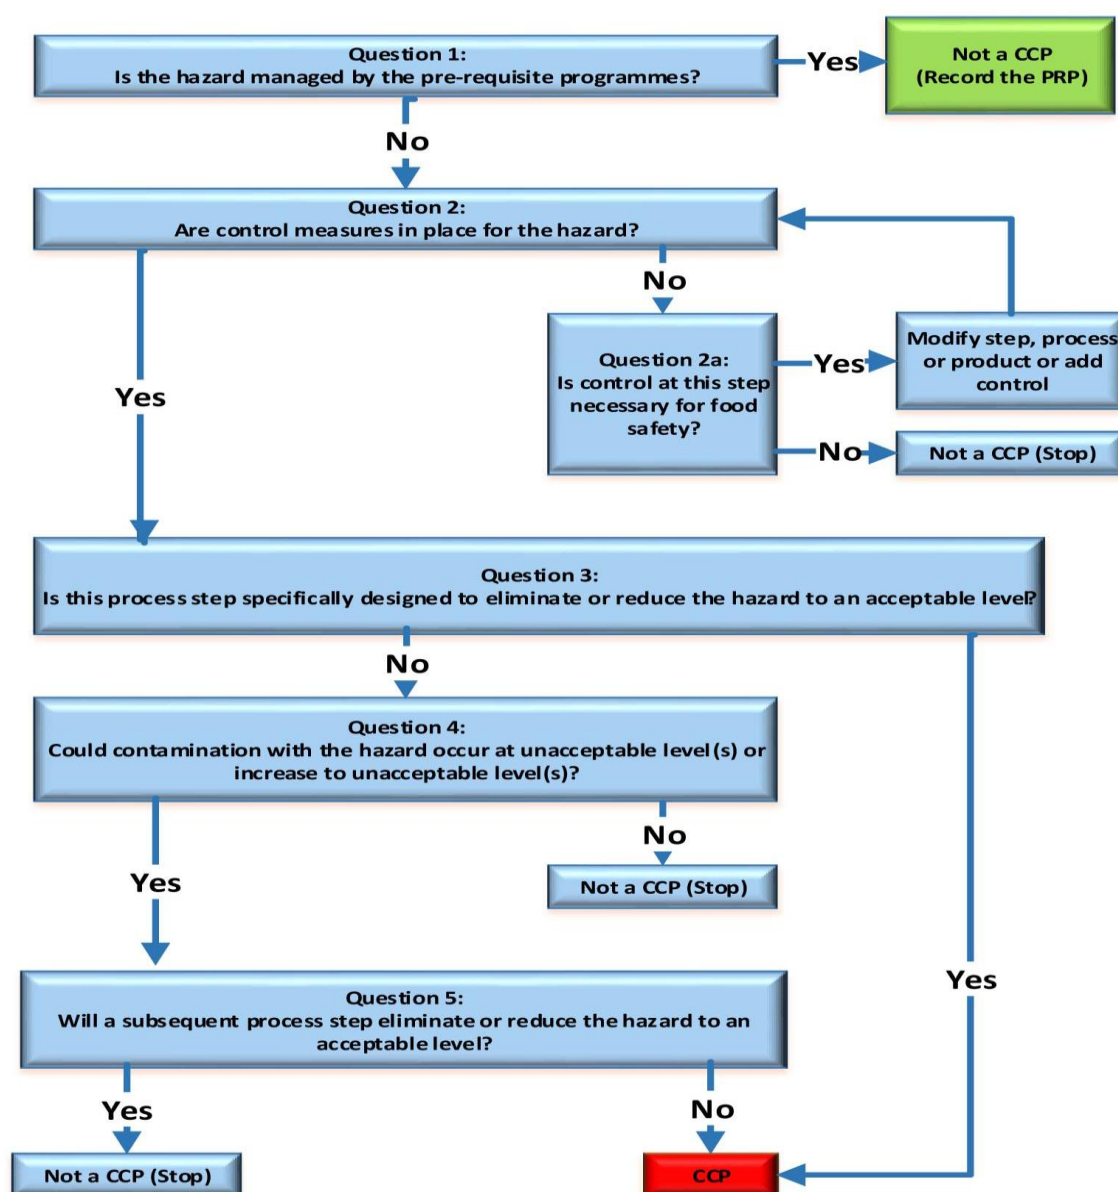 Question 1:
Is the hazard managed by the pre-requisite programmes?
Yes
Not a CCP
(Record the PRP)
No
Question 2:
Are control measures in place for the hazard?
No
Yes
Question 2a:
Is control at this step
necessary for food
safety?
Yes
Modify step, process
or product or add
control
No
Not a CCP (Stop)
Question 3:
Is this process step specifically designed to eliminate or reduce the hazard to an acceptable level?
No
Question 4:
Could contamination with the hazard occur at unacceptable level(s) or
increase to unacceptable level(s)?
No
Yes
Not a CCP (Stop)
Yes
Question 5:
Will a subsequent process step eliminate or reduce the hazard to an
acceptable level?
Yes
No
Not a CCP (Stop)
CCP